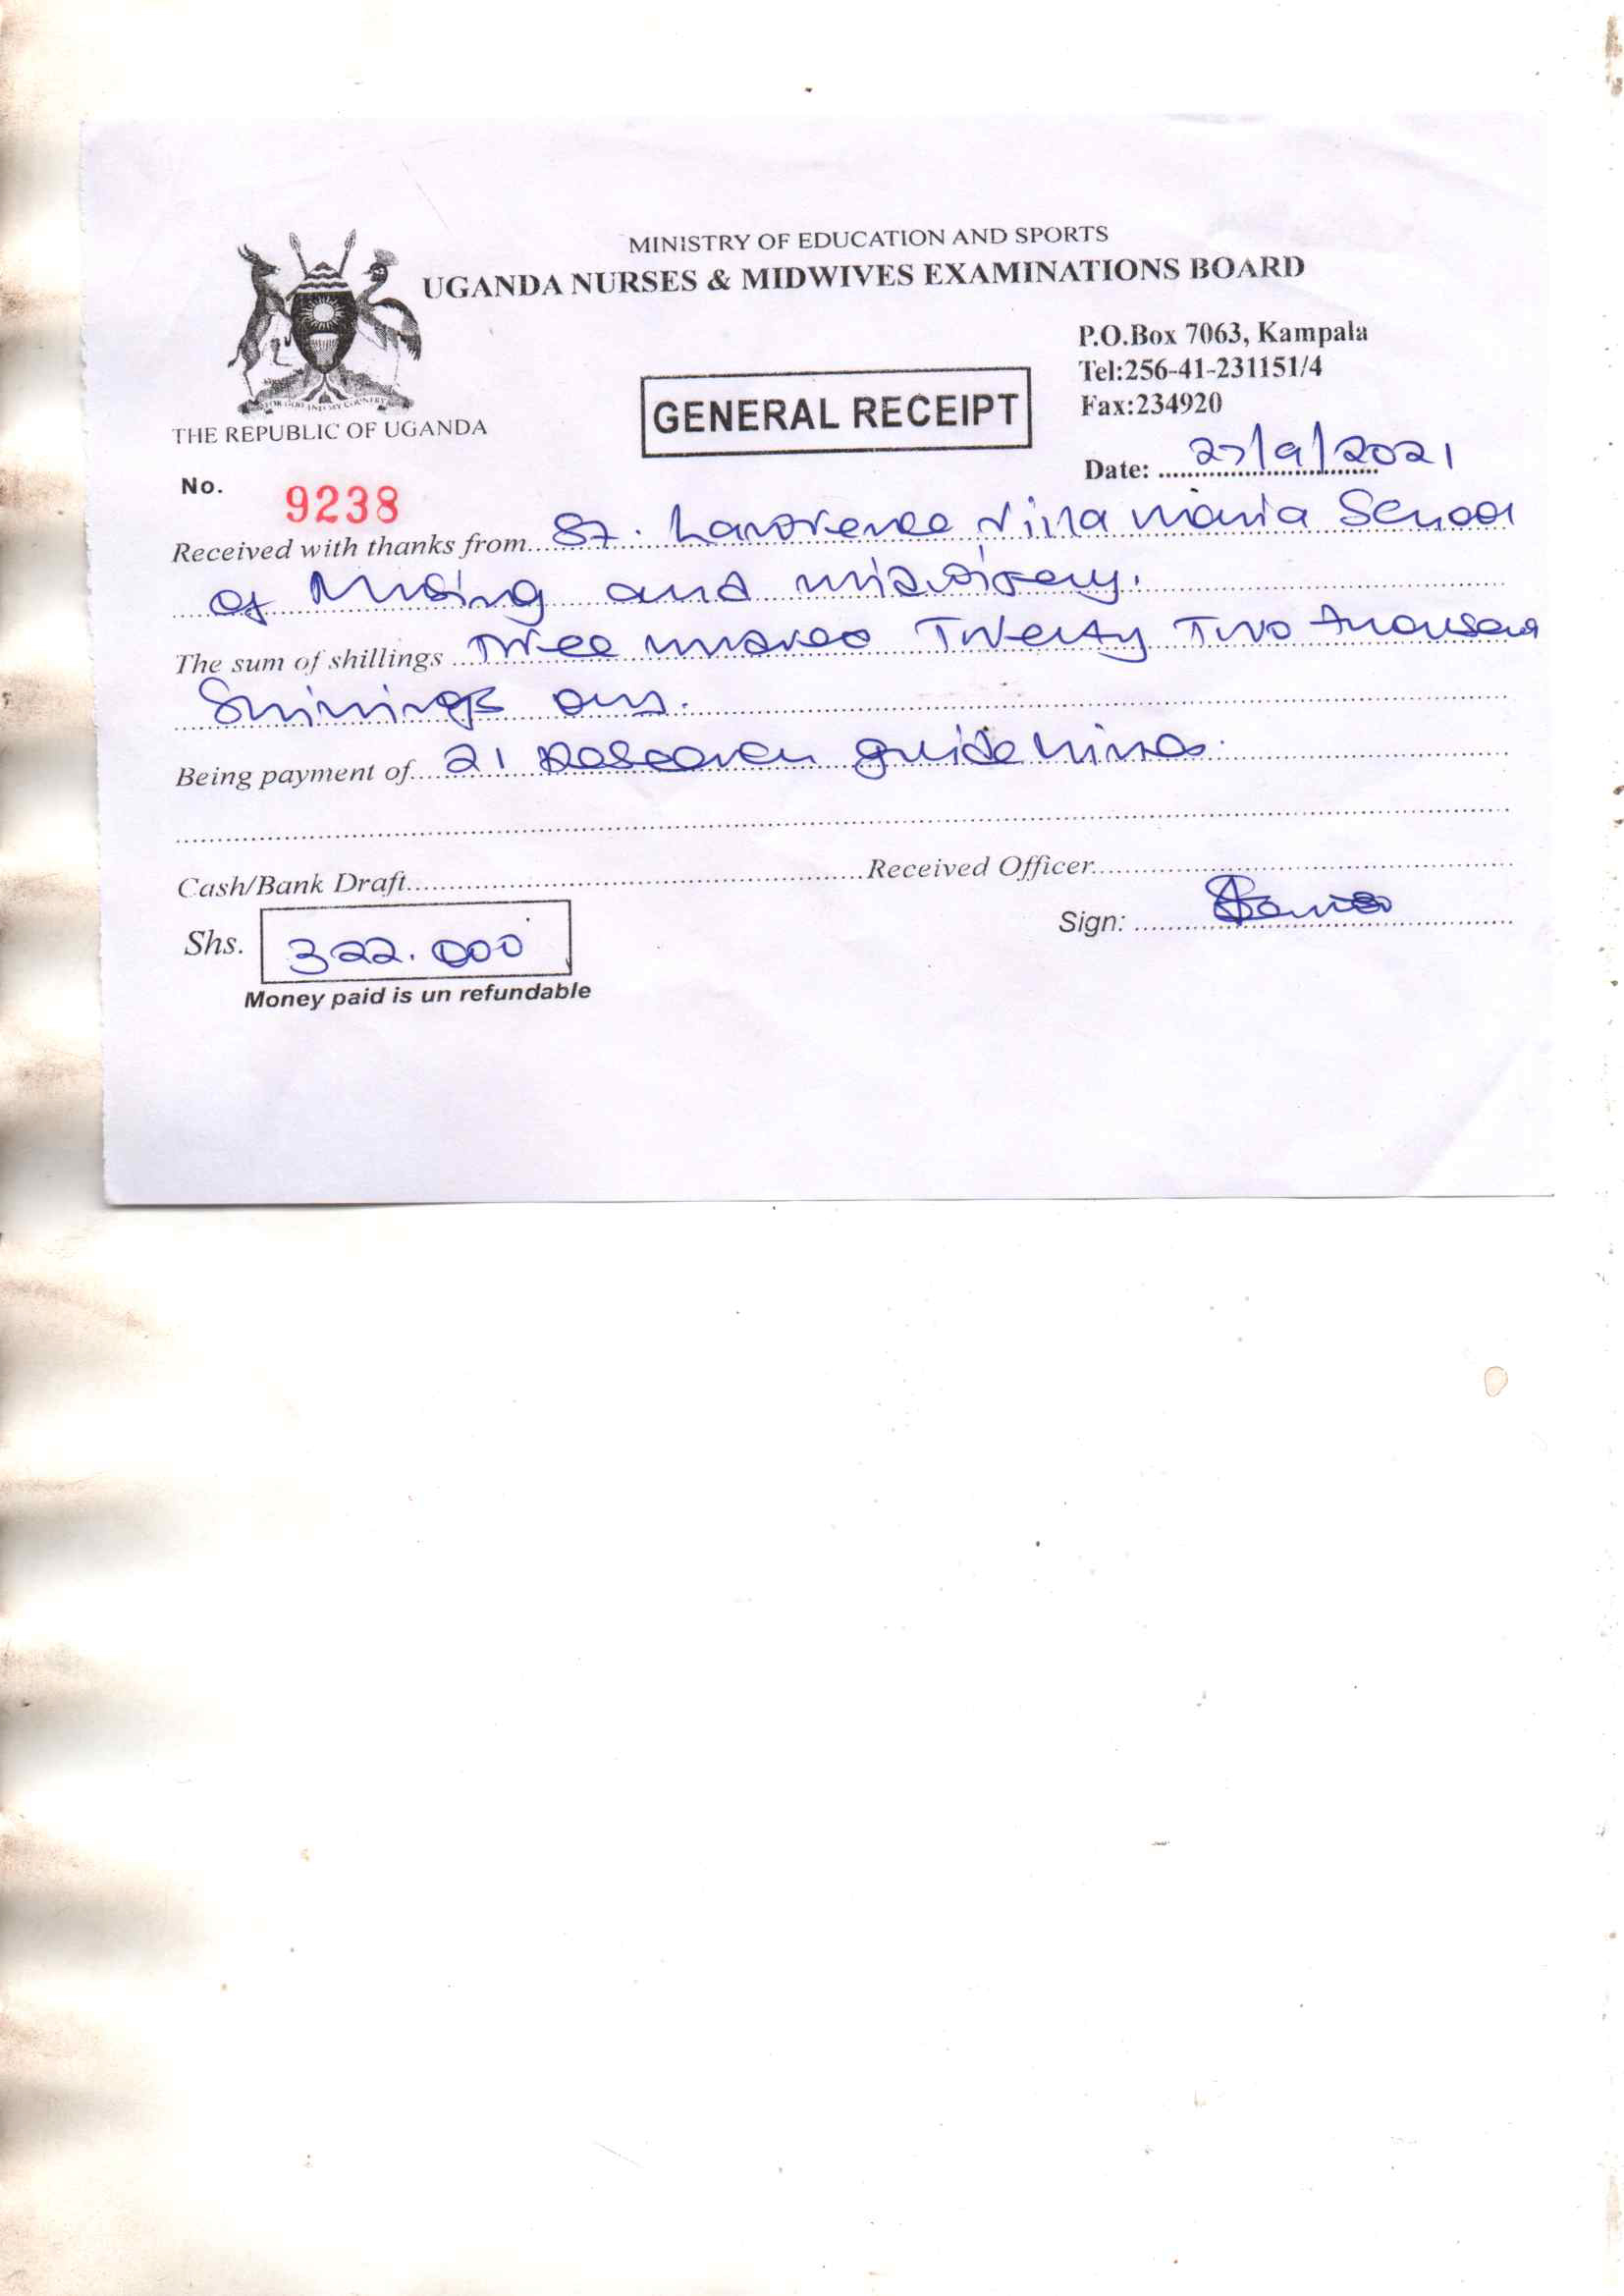 MINISTRY OF EDUCATION AND SPORTS
UGANDA NURSES & MIDWIVES EXAMINATIONS BOARD
P.O.Box 7063, Kampala
Tel:256-41-231151/4
Fax:234920
GENERAL RECEIPT
FOR GOD AND MY COUNTRY
THE REPUBLIC OF UGANDA
Date: 27/9/2021
No. 9238
Received with thanks from St. Lawrence Villa maria School
of Nursing and midwifery.
The sum of shillings Three hundred Twenty Two thousand
Shillings only.
Being payment of 21 Research guidelines.
Cash/Bank Draft Received Officer
Sign:
Shs. 322.000
Money paid is un refundable